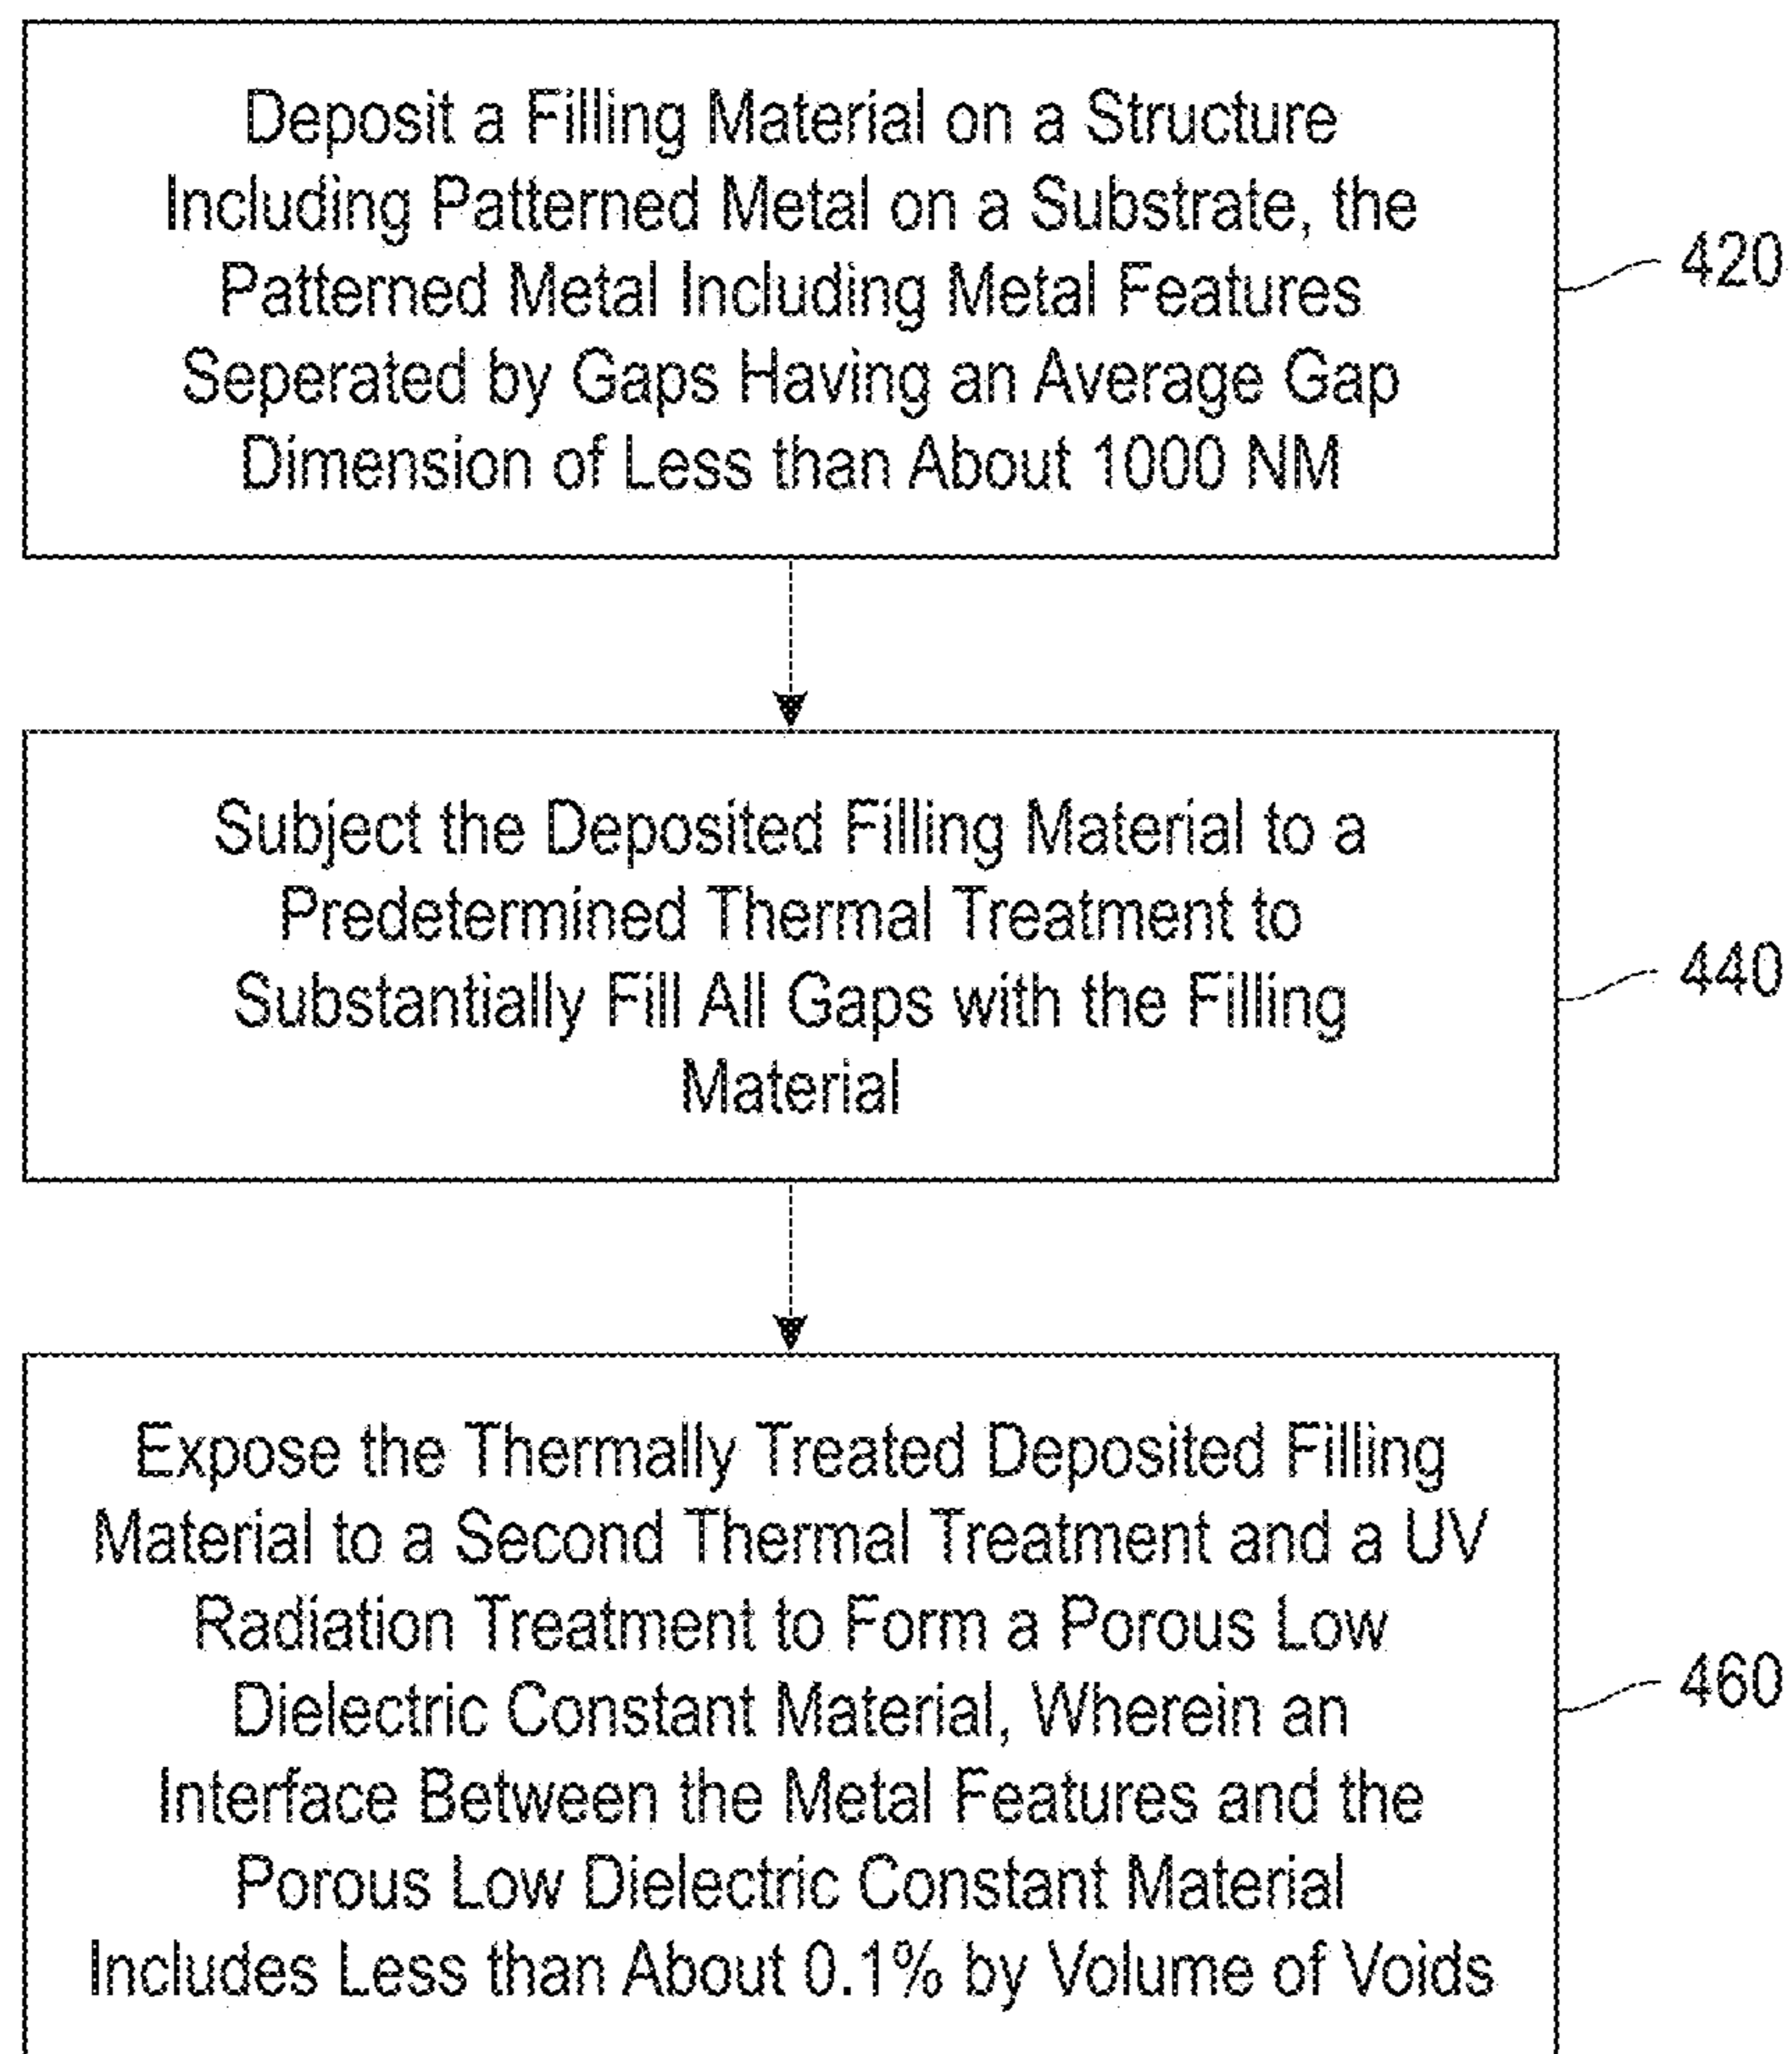 Deposit a Filling Material on a Structure
Including Patterned Metal on a Substrate, the
Patterned Metal Including Metal Features
Seperated by Gaps Having an Average Gap
Dimension of Less than About 1000 NM
420
Subject the Deposited Filling Material to a
Predetermined Thermal Treatment to
Substantially Fill All Gaps with the Filling
Material
440
Expose the Thermally Treated Deposited Filling
Material to a Second Thermal Treatment and a UV
Radiation Treatment to Form a Porous Low
Dielectric Constant Material, Wherein an
Interface Between the Metal Features and the
Porous Low Dielectric Constant Material
Includes Less than About 0.1% by Volume of Voids
460